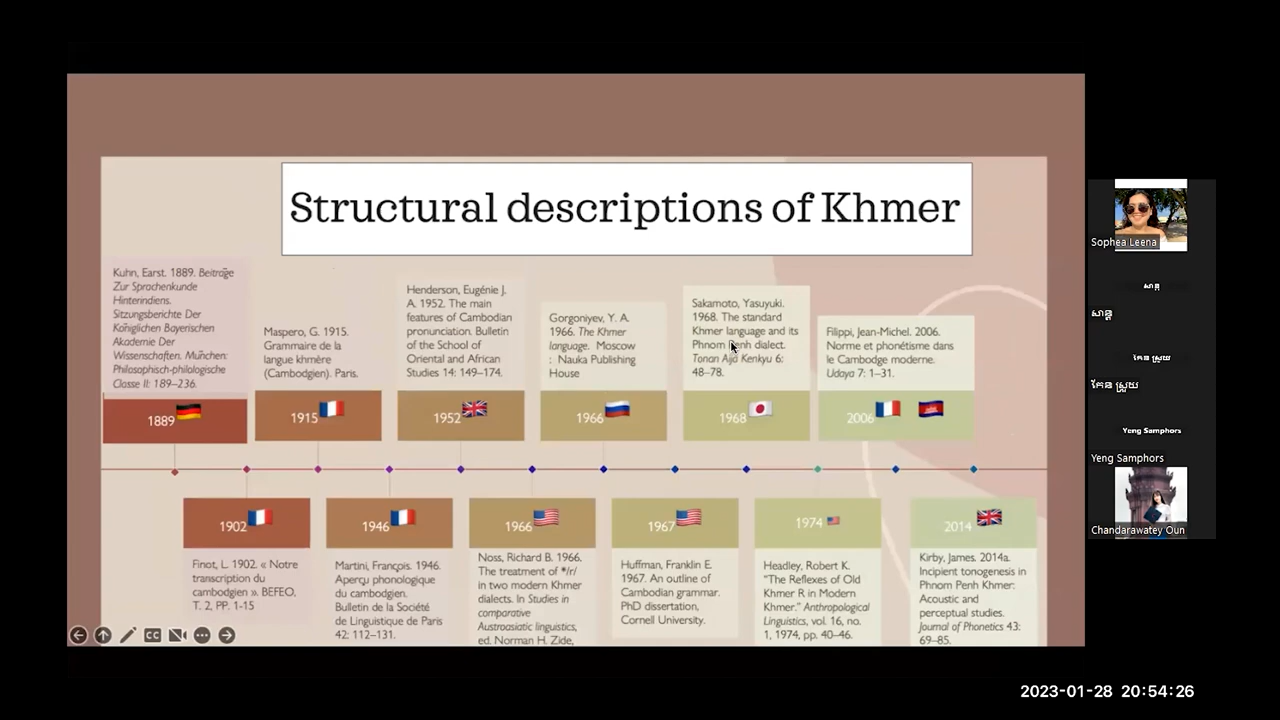 Structural descriptions of Khmer
Kuhn, Earst. 1889. Beiträge
Zur Sprachenkunde
Hinterindiens.
Sitzungsberichte Der
Königlichen Bayerischen
Akademie Der
Wissenschaften. München:
Philosophisch-philologische
Classe II: 189–236.
1889
Maspero, G. 1915.
Grammaire de la
langue khmère
(Cambodgien). Paris.
1915
Henderson, Eugénie J.
A. 1952. The main
features of Cambodian
pronunciation. Bulletin
of the School of
Oriental and African
Studies 14: 149–174.
1952
Gorgoniyev, Y. A.
1966. The Khmer
language. Moscow
: Nauka Publishing
House
1966
Sakamoto, Yasuyuki.
1968. The standard
Khmer language and its
Phnom Penh dialect.
Tonan Aija Kenkyu 6:
48–78.
1968
Filippi, Jean-Michel. 2006.
Norme et phonétisme dans
le Cambodge moderne.
Udaya 7: 1–31.
2006
1902
Finot, L. 1902. « Notre
transcription du
cambodgien ». BEFEO,
T. 2, PP. 1-15
1946
Martini, François. 1946.
Aperçu phonologique
du cambodgien.
Bulletin de la Société
de Linguistique de Paris
42: 112–131.
1966
Noss, Richard B. 1966.
The treatment of */r/
in two modern Khmer
dialects. In Studies in
comparative
Austroasiatic linguistics,
ed. Norman H. Zide,
1967
Huffman, Franklin E.
1967. An outline of
Cambodian grammar.
PhD dissertation,
Cornell University.
1974
Headley, Robert K.
"The Reflexes of Old
Khmer R in Modern
Khmer." Anthropological
Linguistics, vol. 16, no.
1, 1974, pp. 40–46.
2014
Kirby, James. 2014a.
Incipient tonogenesis in
Phnom Penh Khmer:
Acoustic and
perceptual studies.
Journal of Phonetics 43:
69–85.
CC
Sophea Leena
Yeng Samphors
Yeng Samphors
Chandarawatey Oun
2023-01-28 20:54:26